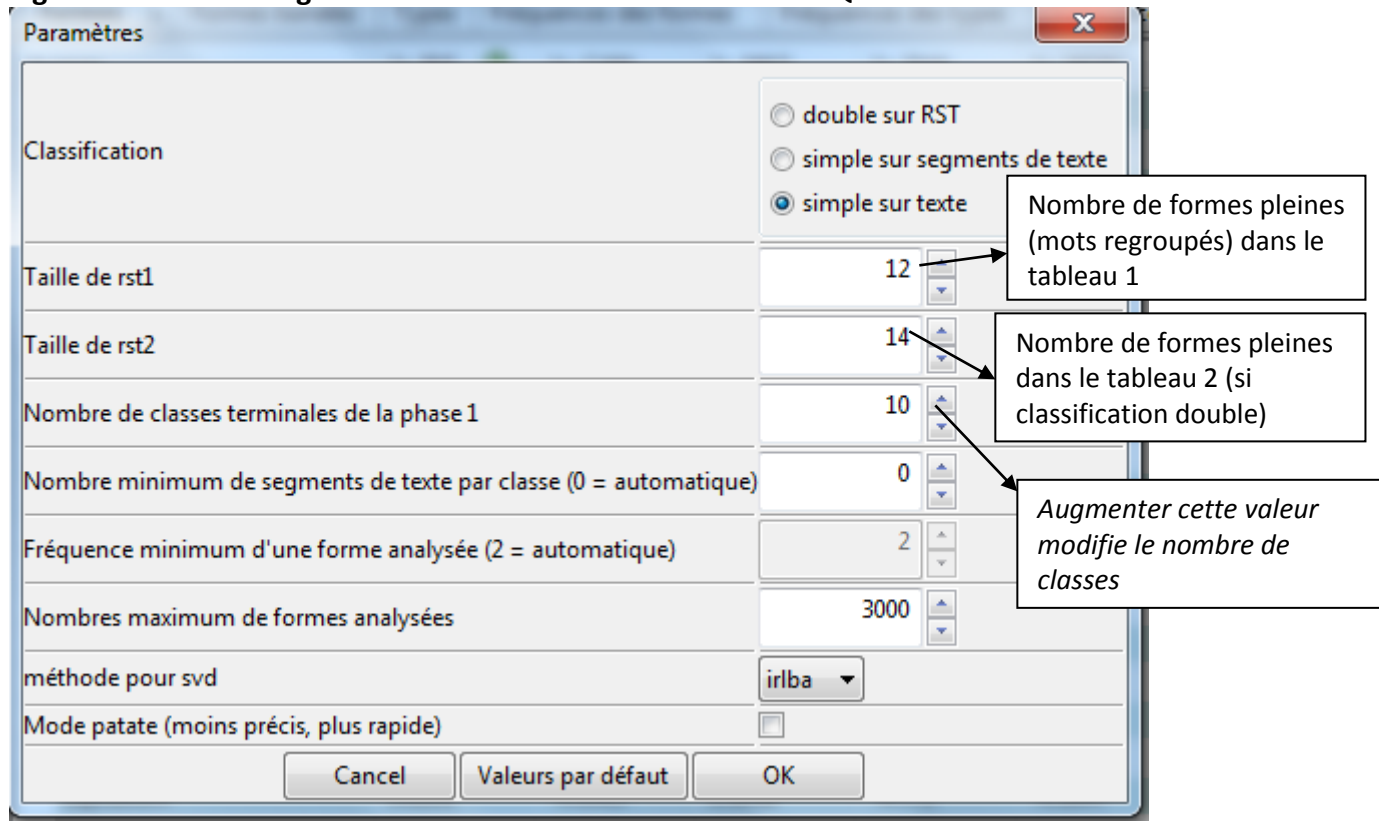 Paramètres
Classification
double sur RST
simple sur segments de texte
simple sur texte
Nombre de formes pleines
(mots regroupés) dans le
tableau 1
Taille de rst1
12
Taille de rst2
14
Nombre de formes pleines
dans le tableau 2 (si
classification double)
Nombre de classes terminales de la phase 1
10
Nombre minimum de segments de texte par classe (0 = automatique)
0
Augmenter cette valeur
modifie le nombre de
classes
Fréquence minimum d'une forme analysée (2 = automatique)
2
Nombres maximum de formes analysées
3000
méthode pour svd
irlba
Mode patate (moins précis, plus rapide)
Cancel
Valeurs par défaut
OK